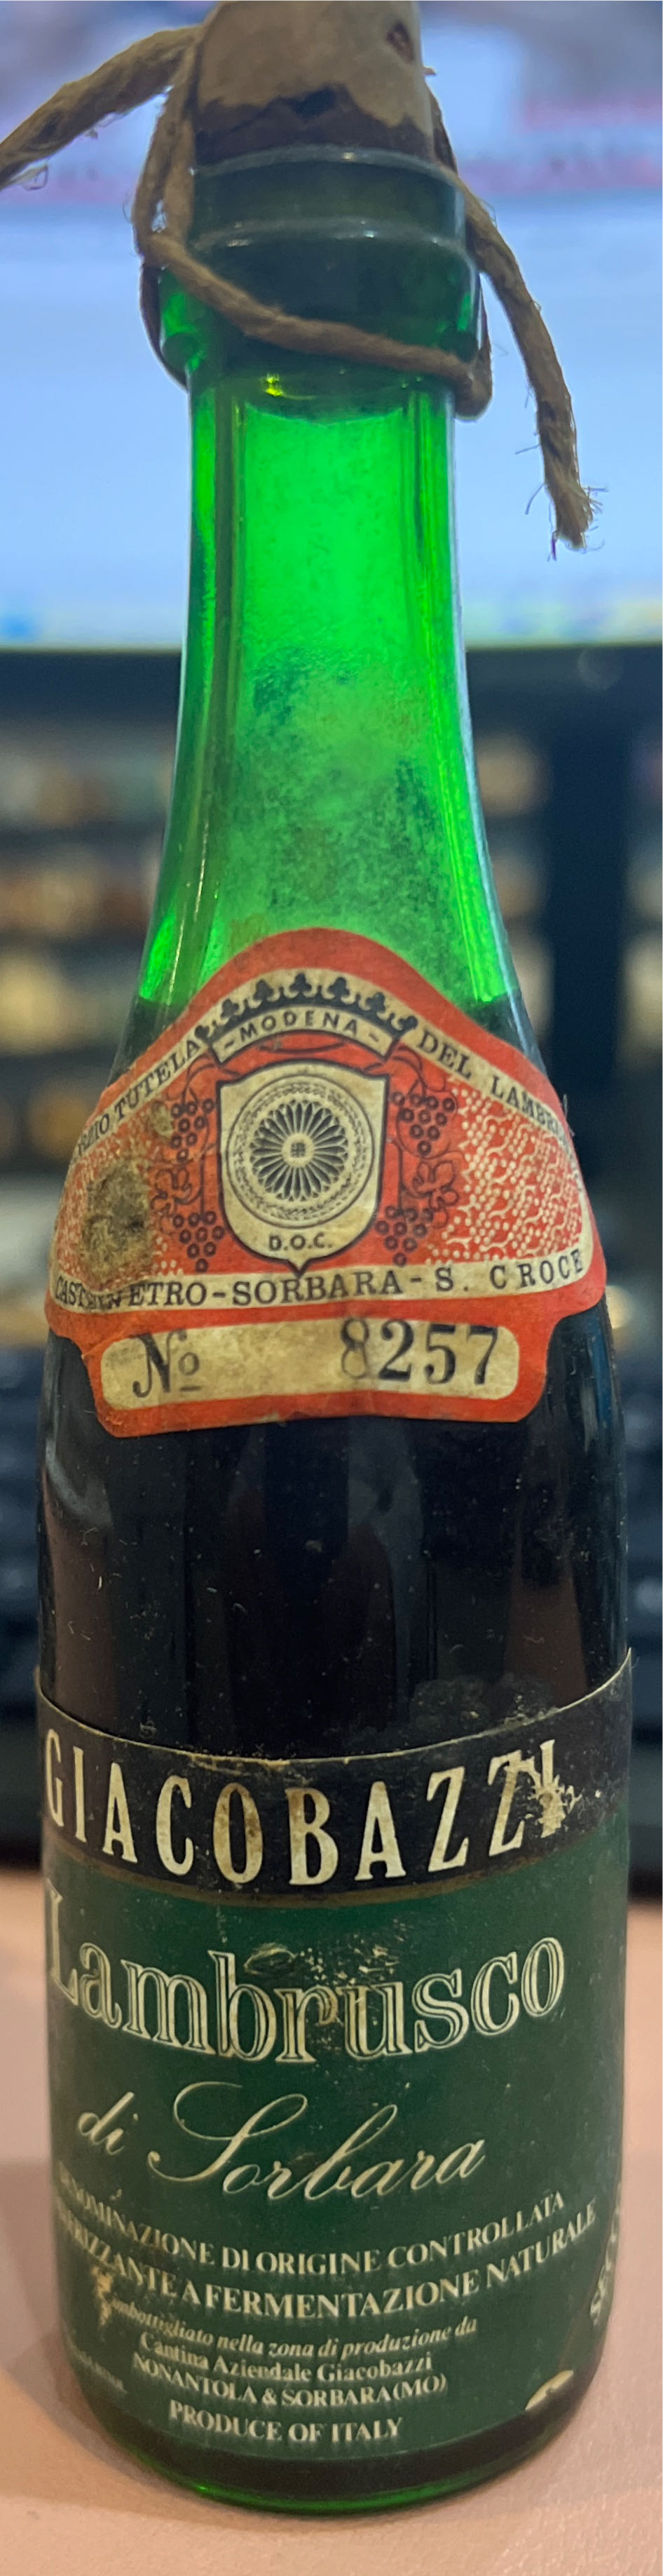 MODENA
TUTELA DEL
D.O.C.
ETRO-SORBARA-S. CROCE
No 8257
GIACOBAZZI
Lambrusco
di Sorbara
DENOMINAZIONE DI ORIGINE CONTROLLATA
FRIZZANTE A FERMENTAZIONE NATURALE
imbottigliato nella zona di produzione da
Cantina Aziendale Giacobazzi
NONANTOLA & SORBARA (MO)
PRODUCE OF ITALY